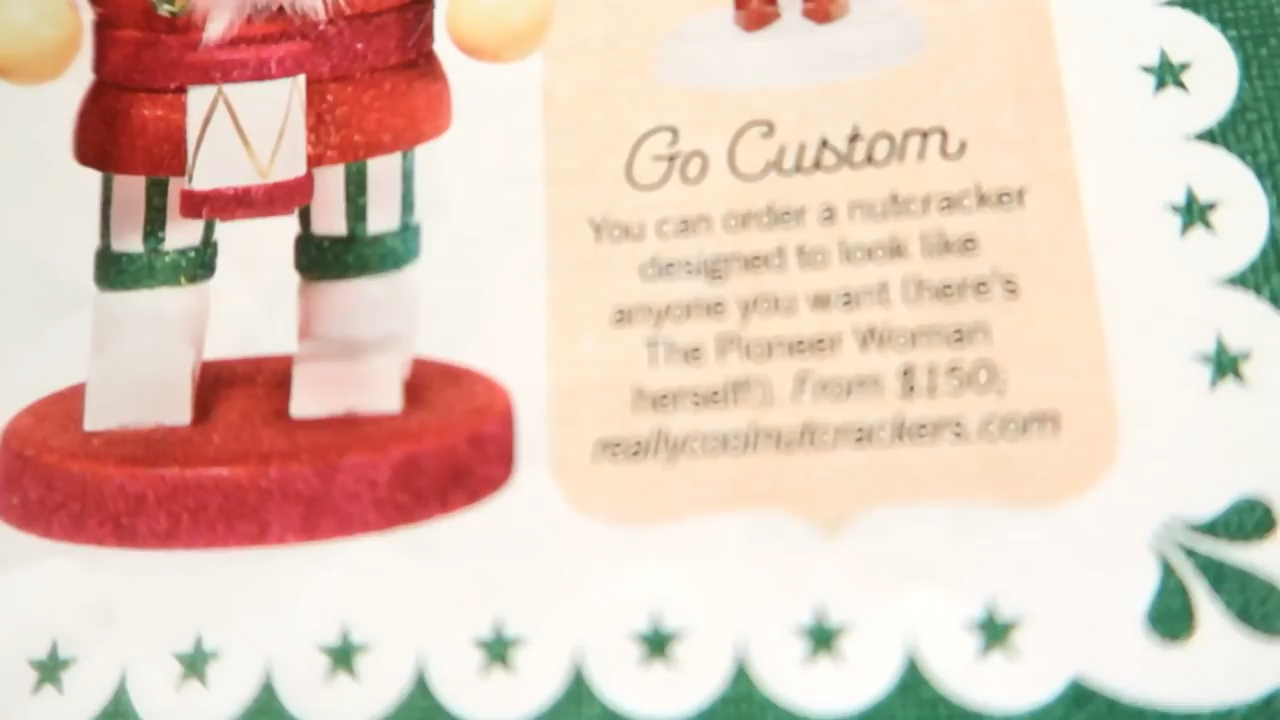 Go Custom
You can order a nutcracker
designed to look like
anyone you want (here's
The Pioneer Woman
herself!). From $150;
reallycoolnutcrackers.com